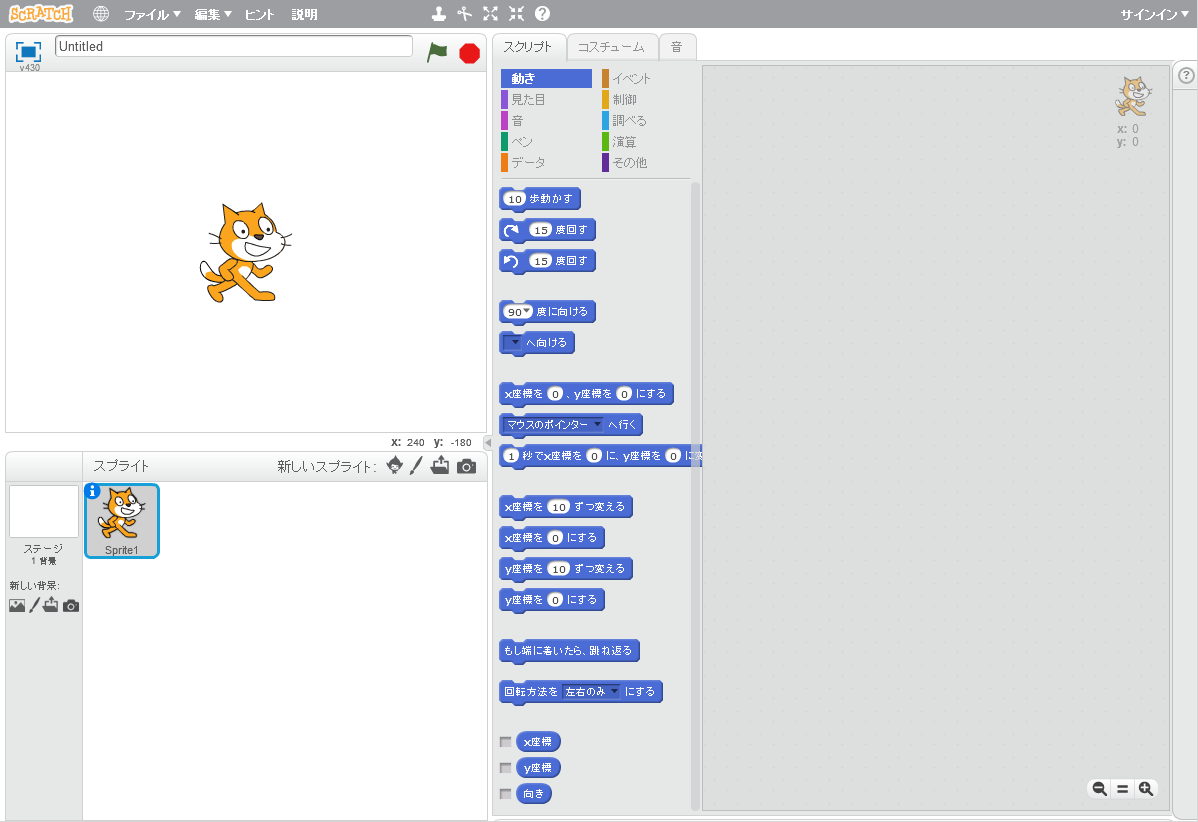 SCRATCH ファイル▼ 編集▼ ヒント 説明 サインイン▼
Untitled
v430
x: 240 y: -180
スプライト 新しいスプライト:
Sprite1
ステージ
1 背景
新しい背景:
スクリプト コスチューム 音
動き イベント
見た目 制御
音 調べる
ペン 演算
データ その他
10 歩動かす
15 度回す
15 度回す
90▼ 度に向ける
▼ へ向ける
x座標を 0 、y座標を 0 にする
マウスのポインター ▼ へ行く
1 秒でx座標を 0 に、y座標を 0 に変
x座標を 10 ずつ変える
x座標を 0 にする
y座標を 10 ずつ変える
y座標を 0 にする
もし端に着いたら、跳ね返る
回転方法を 左右のみ ▼ にする
x座標
y座標
向き
x: 0
y: 0